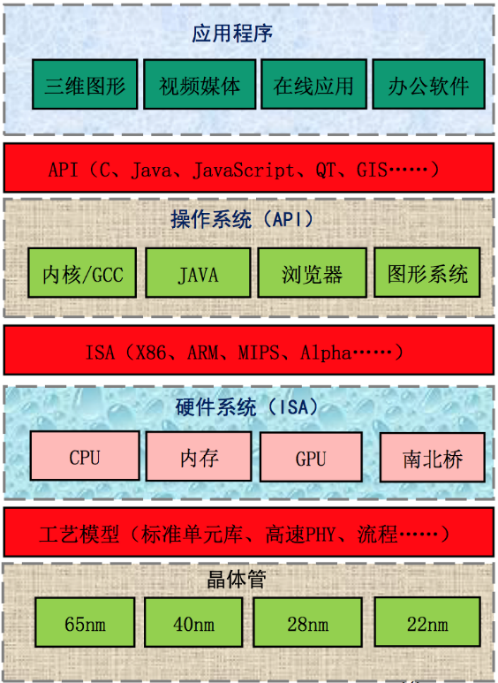 应用程序
三维图形 视频媒体 在线应用 办公软件
API（C、Java、JavaScript、QT、GIS……）
操作系统（API）
内核/GCC JAVA 浏览器 图形系统
ISA（X86、ARM、MIPS、Alpha……）
硬件系统（ISA）
CPU 内存 GPU 南北桥
工艺模型（标准单元库、高速PHY、流程……）
晶体管
65nm 40nm 28nm 22nm